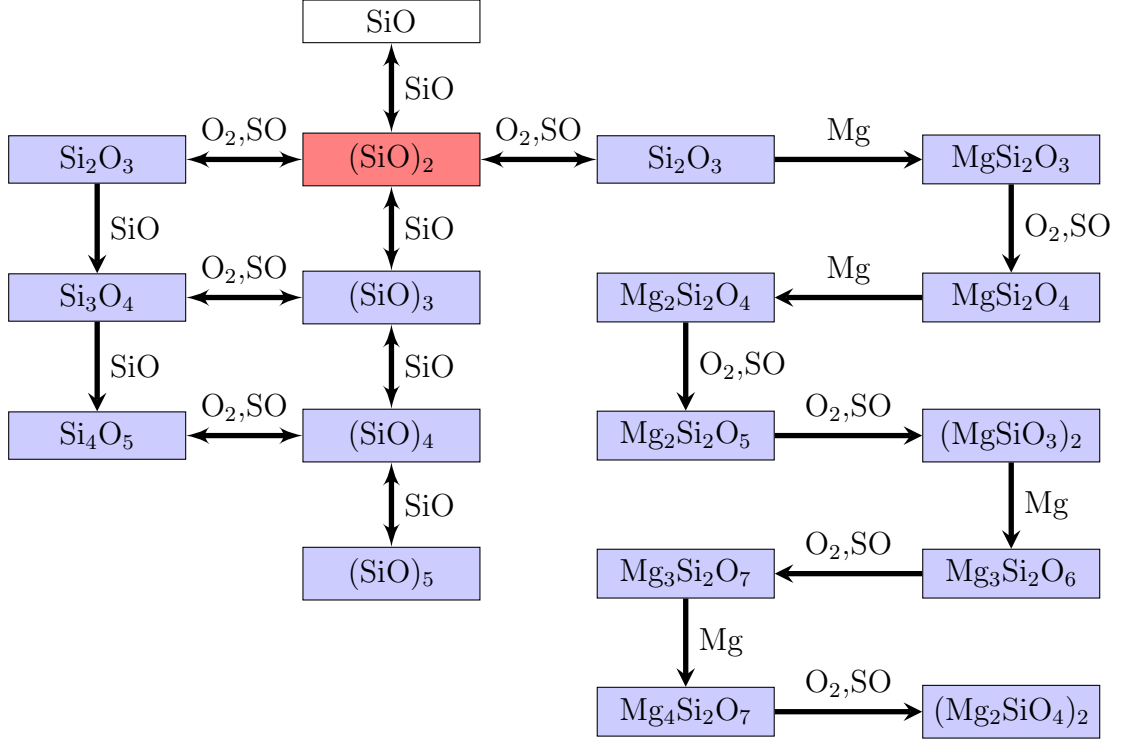 SiO
SiO
O₂,SO
O₂,SO
Mg
Si₂O₃
(SiO)₂
Si₂O₃
MgSi₂O₃
SiO
SiO
O₂,SO
O₂,SO
Mg
Si₃O₄
(SiO)₃
Mg₂Si₂O₄
MgSi₂O₄
SiO
SiO
O₂,SO
O₂,SO
O₂,SO
Si₄O₅
(SiO)₄
Mg₂Si₂O₅
(MgSiO₃)₂
SiO
Mg
O₂,SO
(SiO)₅
Mg₃Si₂O₇
Mg₃Si₂O₆
Mg
O₂,SO
Mg₄Si₂O₇
(Mg₂SiO₄)₂